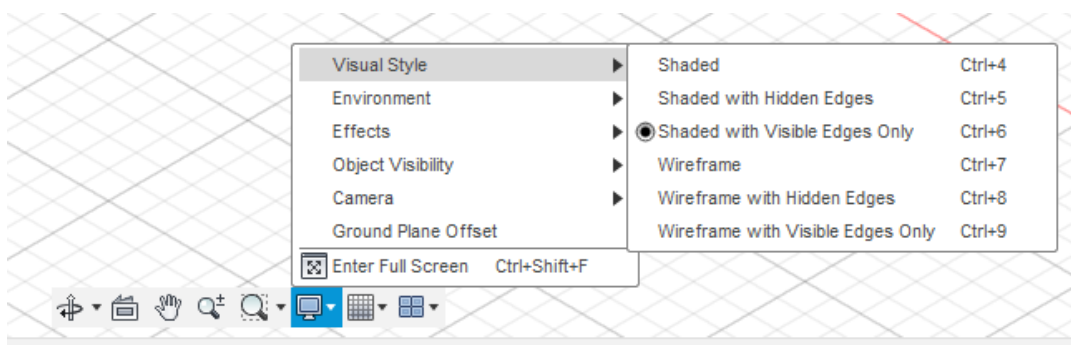 Visual Style
Environment
Effects
Object Visibility
Camera
Ground Plane Offset
Enter Full Screen Ctrl+Shift+F
Shaded Ctrl+4
Shaded with Hidden Edges Ctrl+5
Shaded with Visible Edges Only Ctrl+6
Wireframe Ctrl+7
Wireframe with Hidden Edges Ctrl+8
Wireframe with Visible Edges Only Ctrl+9